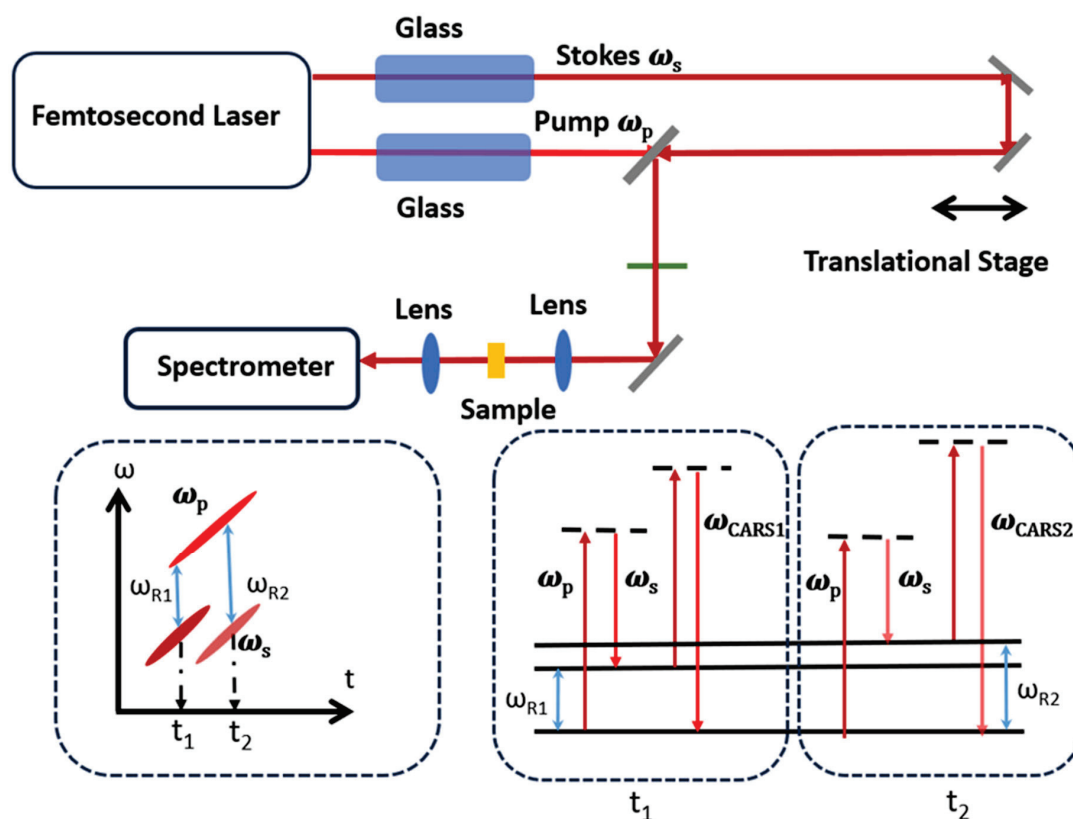 Glass
Stokes ωs
Femtosecond Laser
Pump ωp
Glass
Translational Stage
Lens
Lens
Spectrometer
Sample
ω
ωp
ωR1
ωR2
ωs
t
t1
t2
ωp
ωs
ωCARS1
ωR1
t1
ωp
ωs
ωCARS2
ωR2
t2